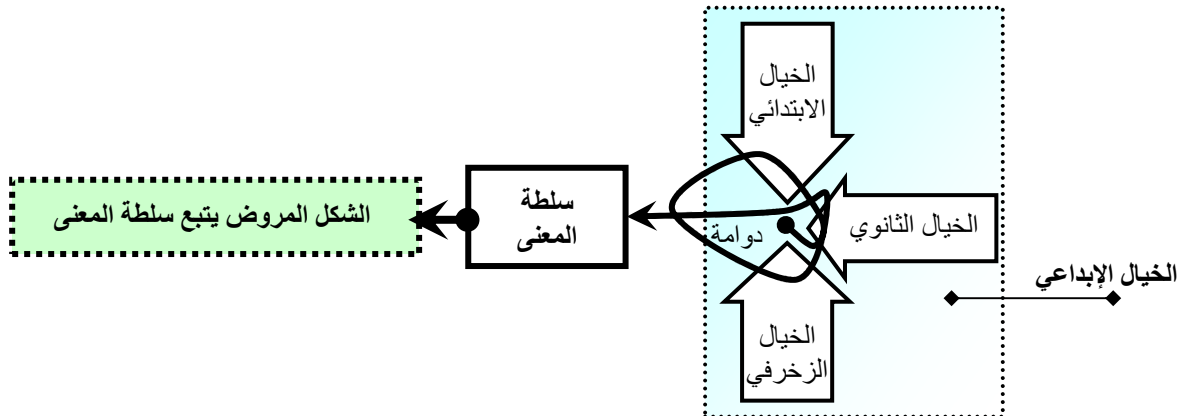 الخيال
الابتدائي
الخيال الثانوي
دوامة
الخيال
الزخرفي
الخيال الإبداعي
سلطة
المعنى
الشكل المروض يتبع سلطة المعنى